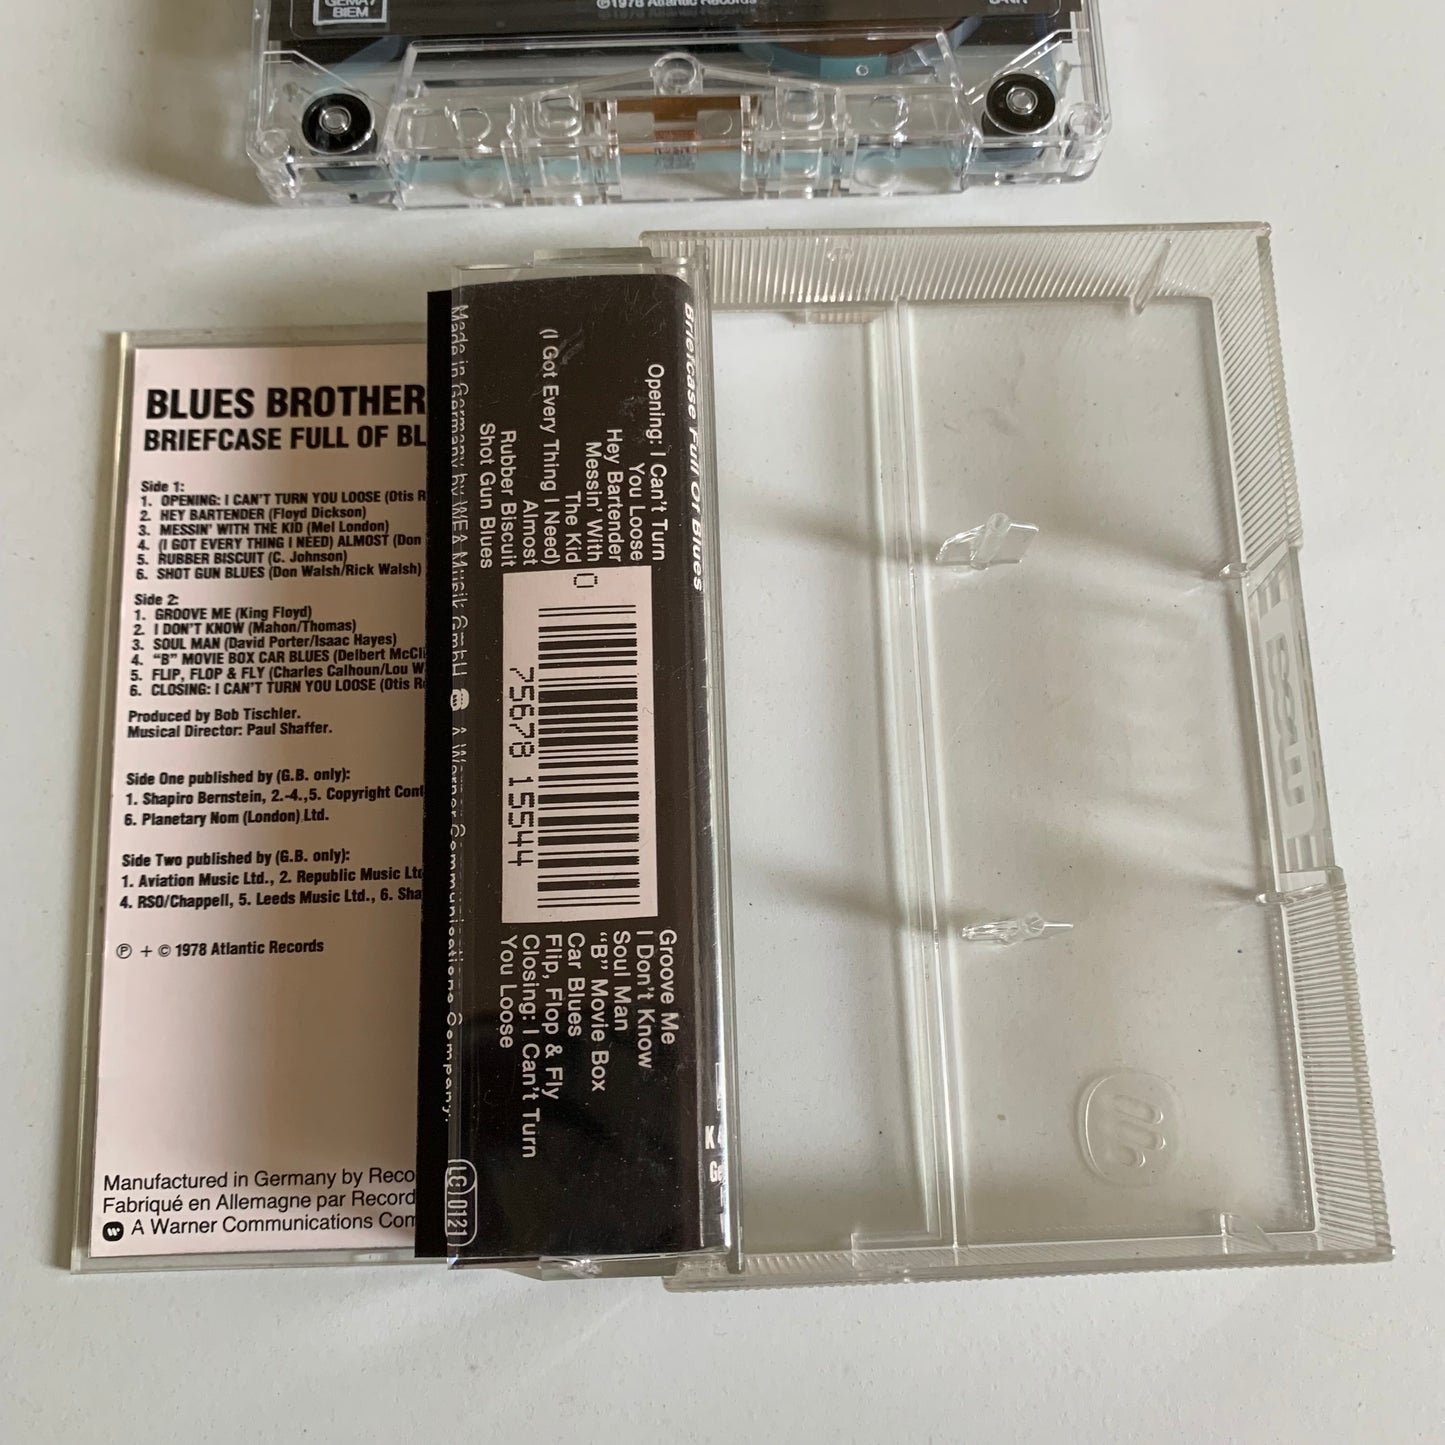 GEMA/
BIEM
℗1978 Atlantic Records
BLUES BROTHER
BRIEFCASE FULL OF BL
Side 1:
1. OPENING: I CAN'T TURN YOU LOOSE (Otis R
2. HEY BARTENDER (Floyd Dickson)
3. MESSIN' WITH THE KID (Mel London)
4. (I GOT EVERY THING I NEED) ALMOST (Don
5. RUBBER BISCUIT (C. Johnson)
6. SHOT GUN BLUES (Don Walsh/Rick Walsh)
Side 2:
1. GROOVE ME (King Floyd)
2. I DON'T KNOW (Mahon/Thomas)
3. SOUL MAN (David Porter/Isaac Hayes)
4. "B" MOVIE BOX CAR BLUES (Delbert McCli
5. FLIP, FLOP & FLY (Charles Calhoun/Lou W
6. CLOSING: I CAN'T TURN YOU LOOSE (Otis R
Produced by Bob Tischler.
Musical Director: Paul Shaffer.
Side One published by (G.B. only):
1. Shapiro Bernstein, 2.-4.,5. Copyright Cont
6. Planetary Nom (London) Ltd.
Side Two published by (G.B. only):
1. Aviation Music Ltd., 2. Republic Music Ltd
4. RSO/Chappell, 5. Leeds Music Ltd., 6. Sha
℗ + © 1978 Atlantic Records
Manufactured in Germany by Reco
Fabriqué en Allemagne par Record
A Warner Communications Com
Briefcase Full Of Blues
Opening: I Can't Turn
You Loose
Hey Bartender
Messin' With
The Kid
(I Got Every Thing I Need)
Almost
Rubber Biscuit
Shot Gun Blues
0
75678 15544
Groove Me
I Don't Know
Soul Man
"B" Movie Box
Car Blues
Flip, Flop & Fly
Closing: I Can't Turn
You Loose
Made in Germany by WEA Musik GmbH A Warner Communications Company.
LC 0121
K 4
Ge